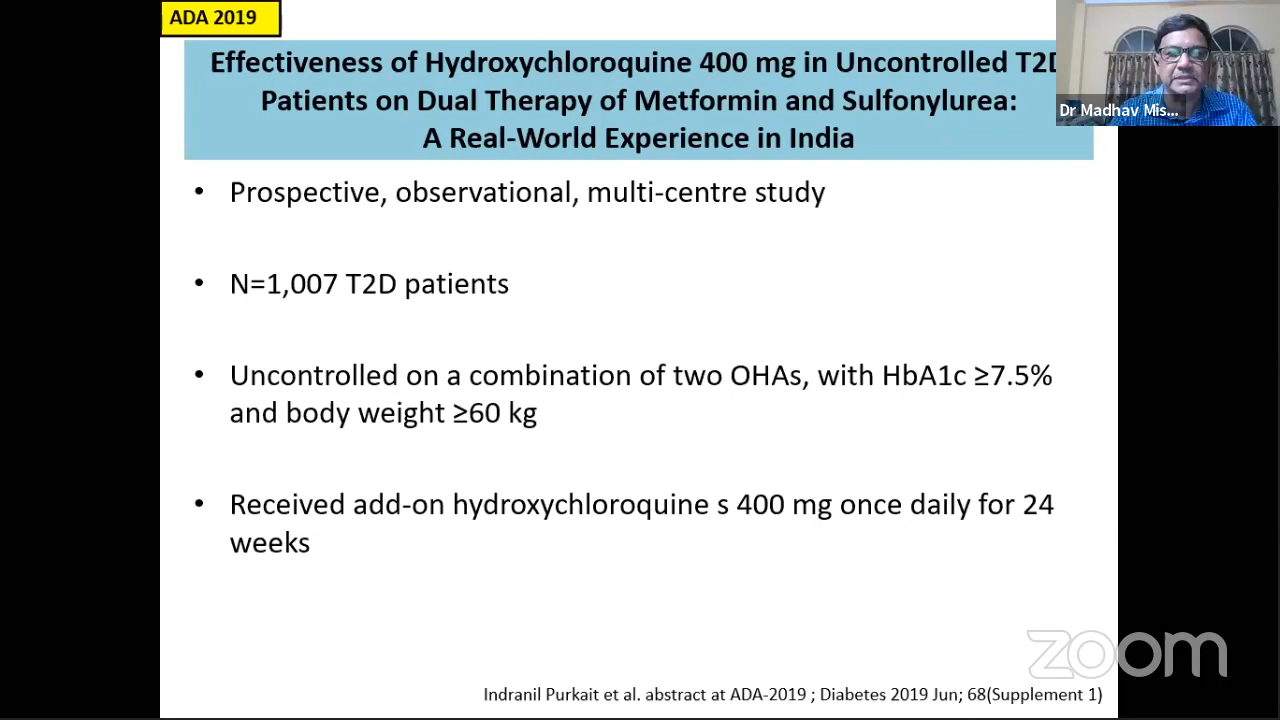 ADA 2019
Effectiveness of Hydroxychloroquine 400 mg in Uncontrolled T2D
Patients on Dual Therapy of Metformin and Sulfonylurea:
A Real-World Experience in India
Dr Madhav Mis...
• Prospective, observational, multi-centre study
• N=1,007 T2D patients
• Uncontrolled on a combination of two OHAs, with HbA1c ≥7.5%
and body weight ≥60 kg
• Received add-on hydroxychloroquine s 400 mg once daily for 24
weeks
zoom
Indranil Purkait et al. abstract at ADA-2019 ; Diabetes 2019 Jun; 68(Supplement 1)